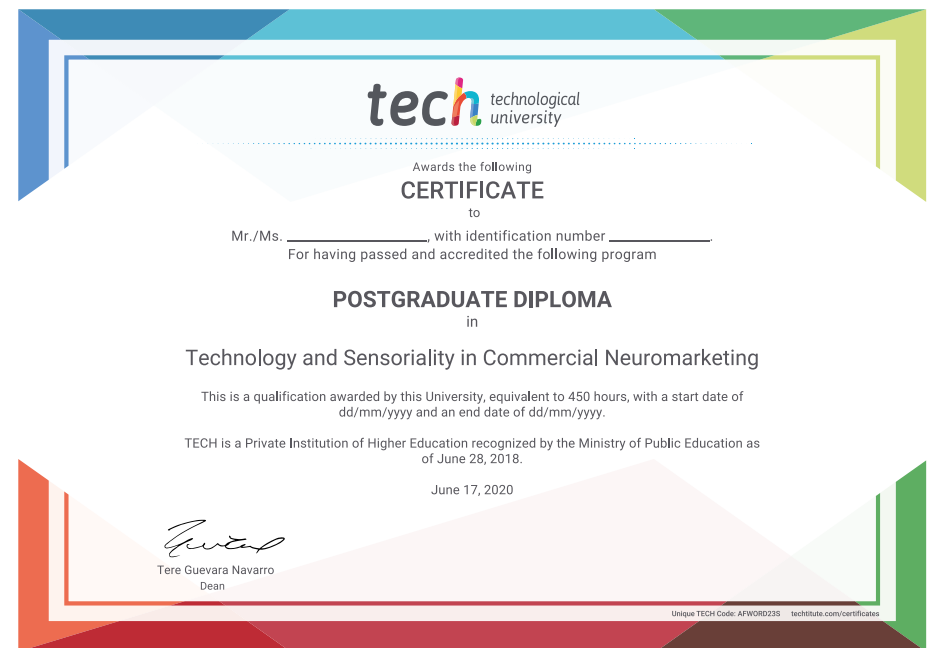 tech technological
university
Awards the following
CERTIFICATE
to
Mr./Ms. ____________________, with identification number ______________.
For having passed and accredited the following program
POSTGRADUATE DIPLOMA
in
Technology and Sensoriality in Commercial Neuromarketing
This is a qualification awarded by this University, equivalent to 450 hours, with a start date of
dd/mm/yyyy and an end date of dd/mm/yyyy.
TECH is a Private Institution of Higher Education recognized by the Ministry of Public Education as
of June 28, 2018.
June 17, 2020
Tere Guevara Navarro
Dean
Unique TECH Code: AFWORD23S techtitute.com/certificates